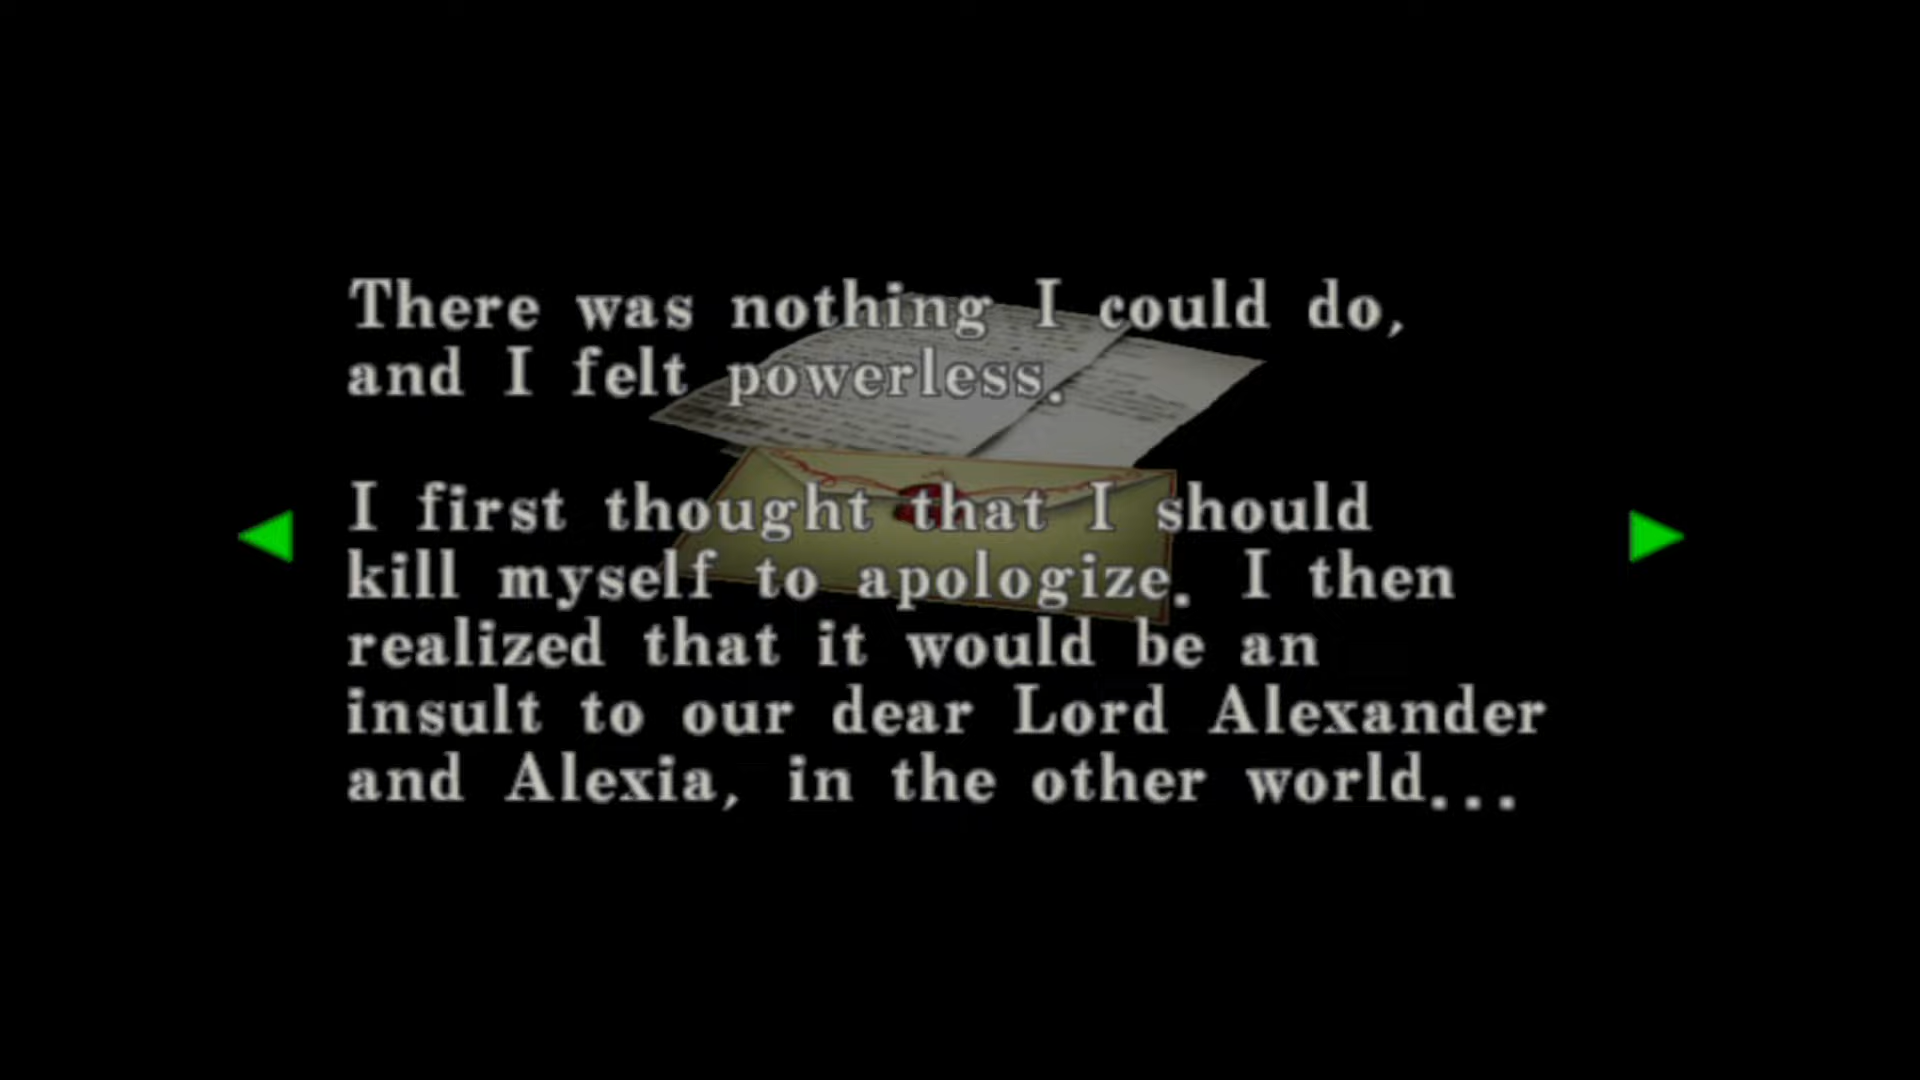 There was nothing I could do,
and I felt powerless.
I first thought that I should
kill myself to apologize. I then
realized that it would be an
insult to our dear Lord Alexander
and Alexia, in the other world...